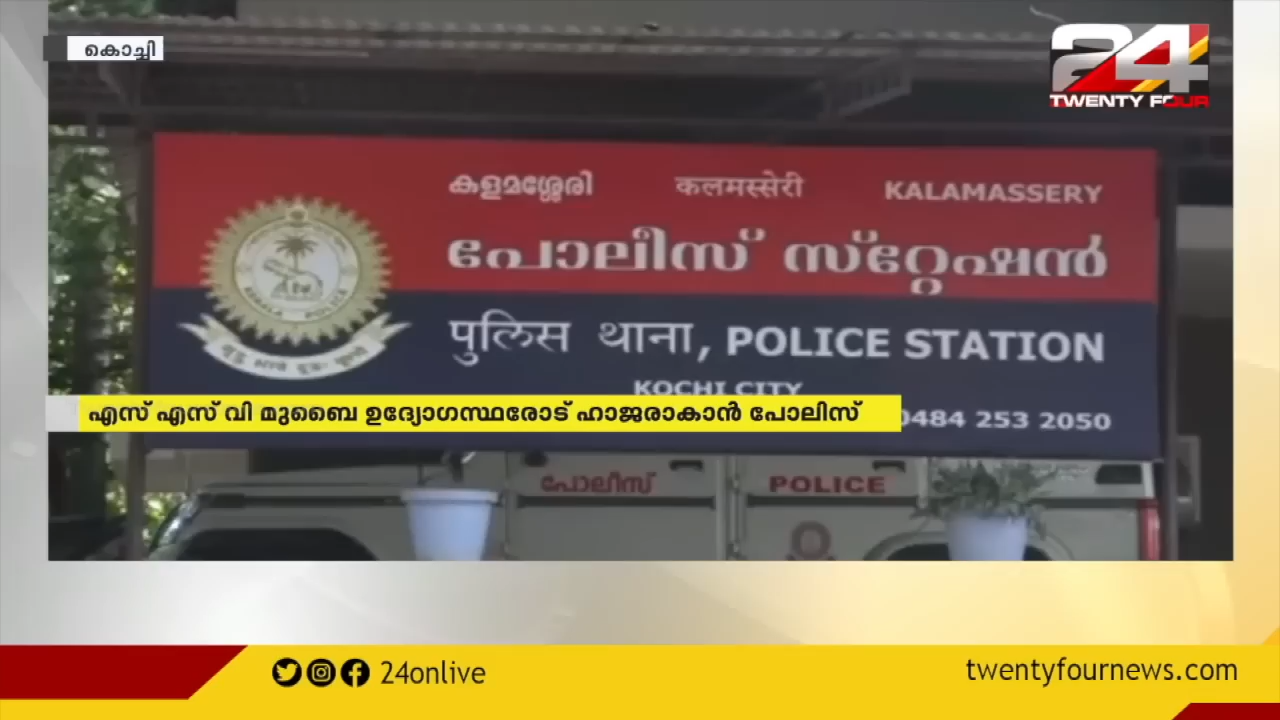 കൊച്ചി
24
TWENTY FOUR
കളമശ്ശേരി कलमस्सेरी KALAMASSERY
പോലീസ് സ്റ്റേഷൻ
पुलिस थाना, POLICE STATION
KOCHI CITY
എസ് എസ് വി മുബൈ ഉദ്യോഗസ്ഥരോട് ഹാജരാകാൻ പോലിസ്
0484 253 2050
പോലീസ് POLICE
24onlive
twentyfournews.com